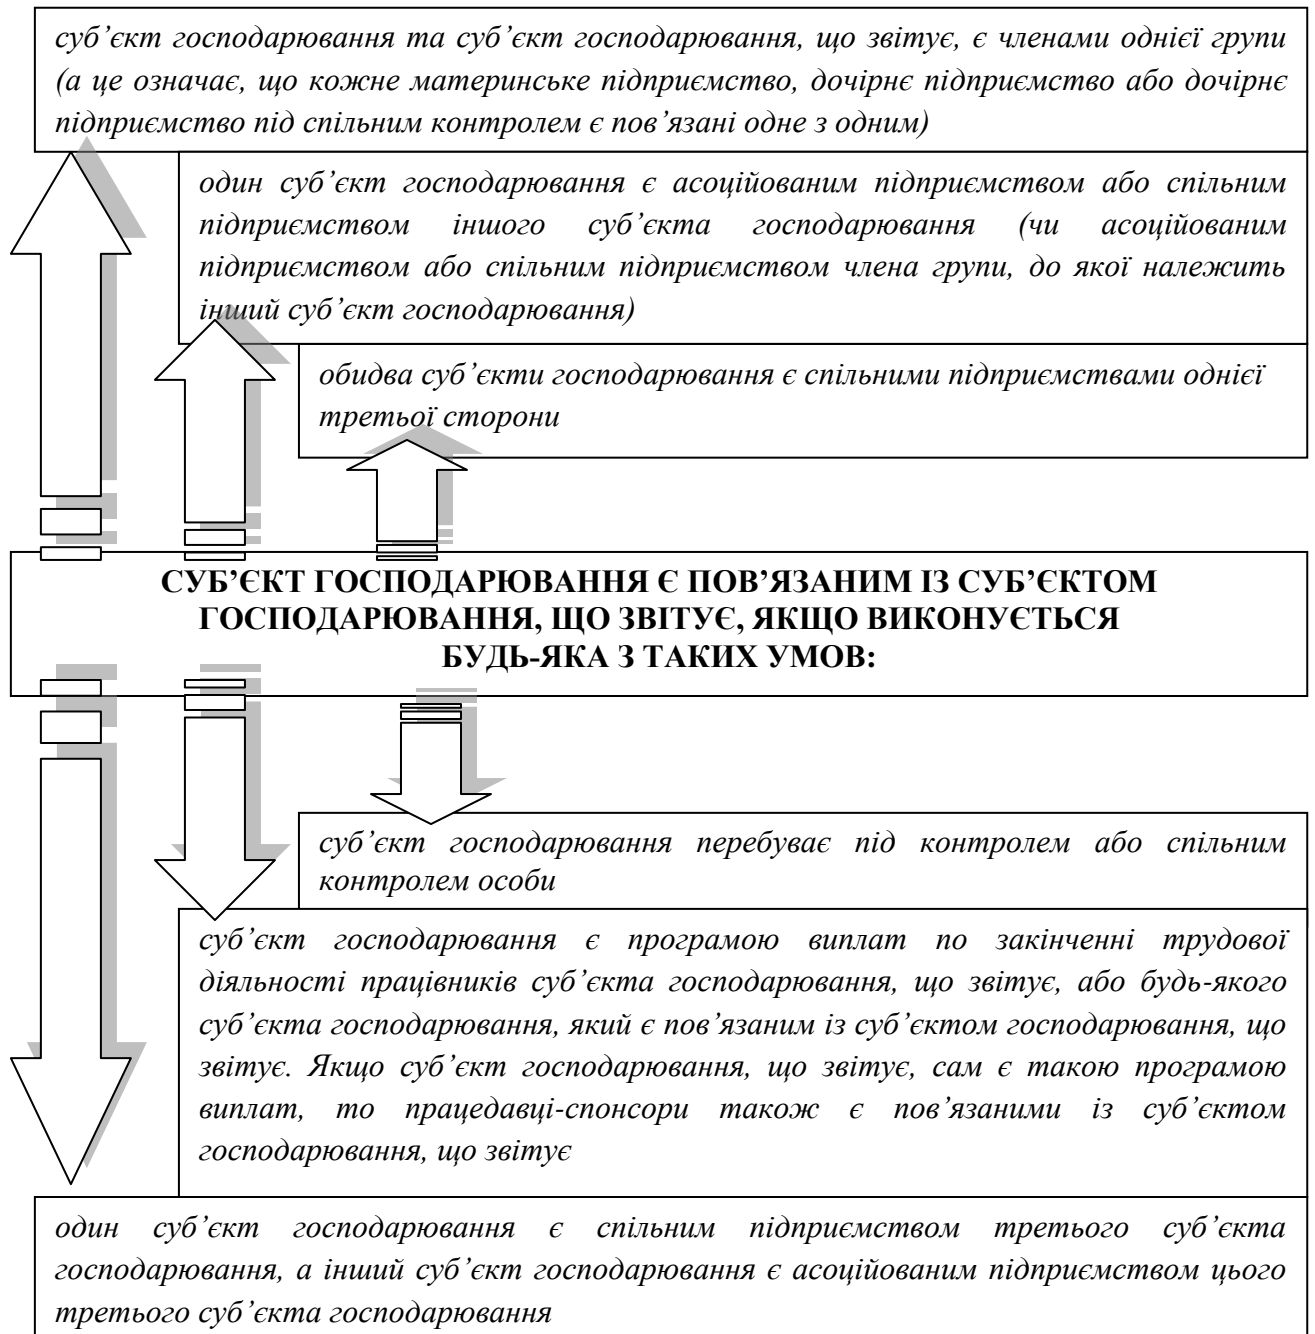 суб’єкт господарювання та суб’єкт господарювання, що звітує, є членами однієї групи
(а це означає, що кожне материнське підприємство, дочірнє підприємство або дочірнє
підприємство під спільним контролем є пов’язані одне з одним)
один суб’єкт господарювання є асоційованим підприємством або спільним
підприємством іншого суб’єкта господарювання (чи асоційованим
підприємством або спільним підприємством члена групи, до якої належить
інший суб’єкт господарювання)
обидва суб’єкти господарювання є спільними підприємствами однієї
третьої сторони
СУБ’ЄКТ ГОСПОДАРЮВАННЯ Є ПОВ’ЯЗАНИМ ІЗ СУБ’ЄКТОМ
ГОСПОДАРЮВАННЯ, ЩО ЗВІТУЄ, ЯКЩО ВИКОНУЄТЬСЯ
БУДЬ-ЯКА З ТАКИХ УМОВ:
суб’єкт господарювання перебуває під контролем або спільним
контролем особи
суб’єкт господарювання є програмою виплат по закінченні трудової
діяльності працівників суб’єкта господарювання, що звітує, або будь-якого
суб’єкта господарювання, який є пов’язаним із суб’єктом господарювання, що
звітує. Якщо суб’єкт господарювання, що звітує, сам є такою програмою
виплат, то працедавці-спонсори також є пов’язаними із суб’єктом
господарювання, що звітує
один суб’єкт господарювання є спільним підприємством третього суб’єкта
господарювання, а інший суб’єкт господарювання є асоційованим підприємством цього
третього суб’єкта господарювання